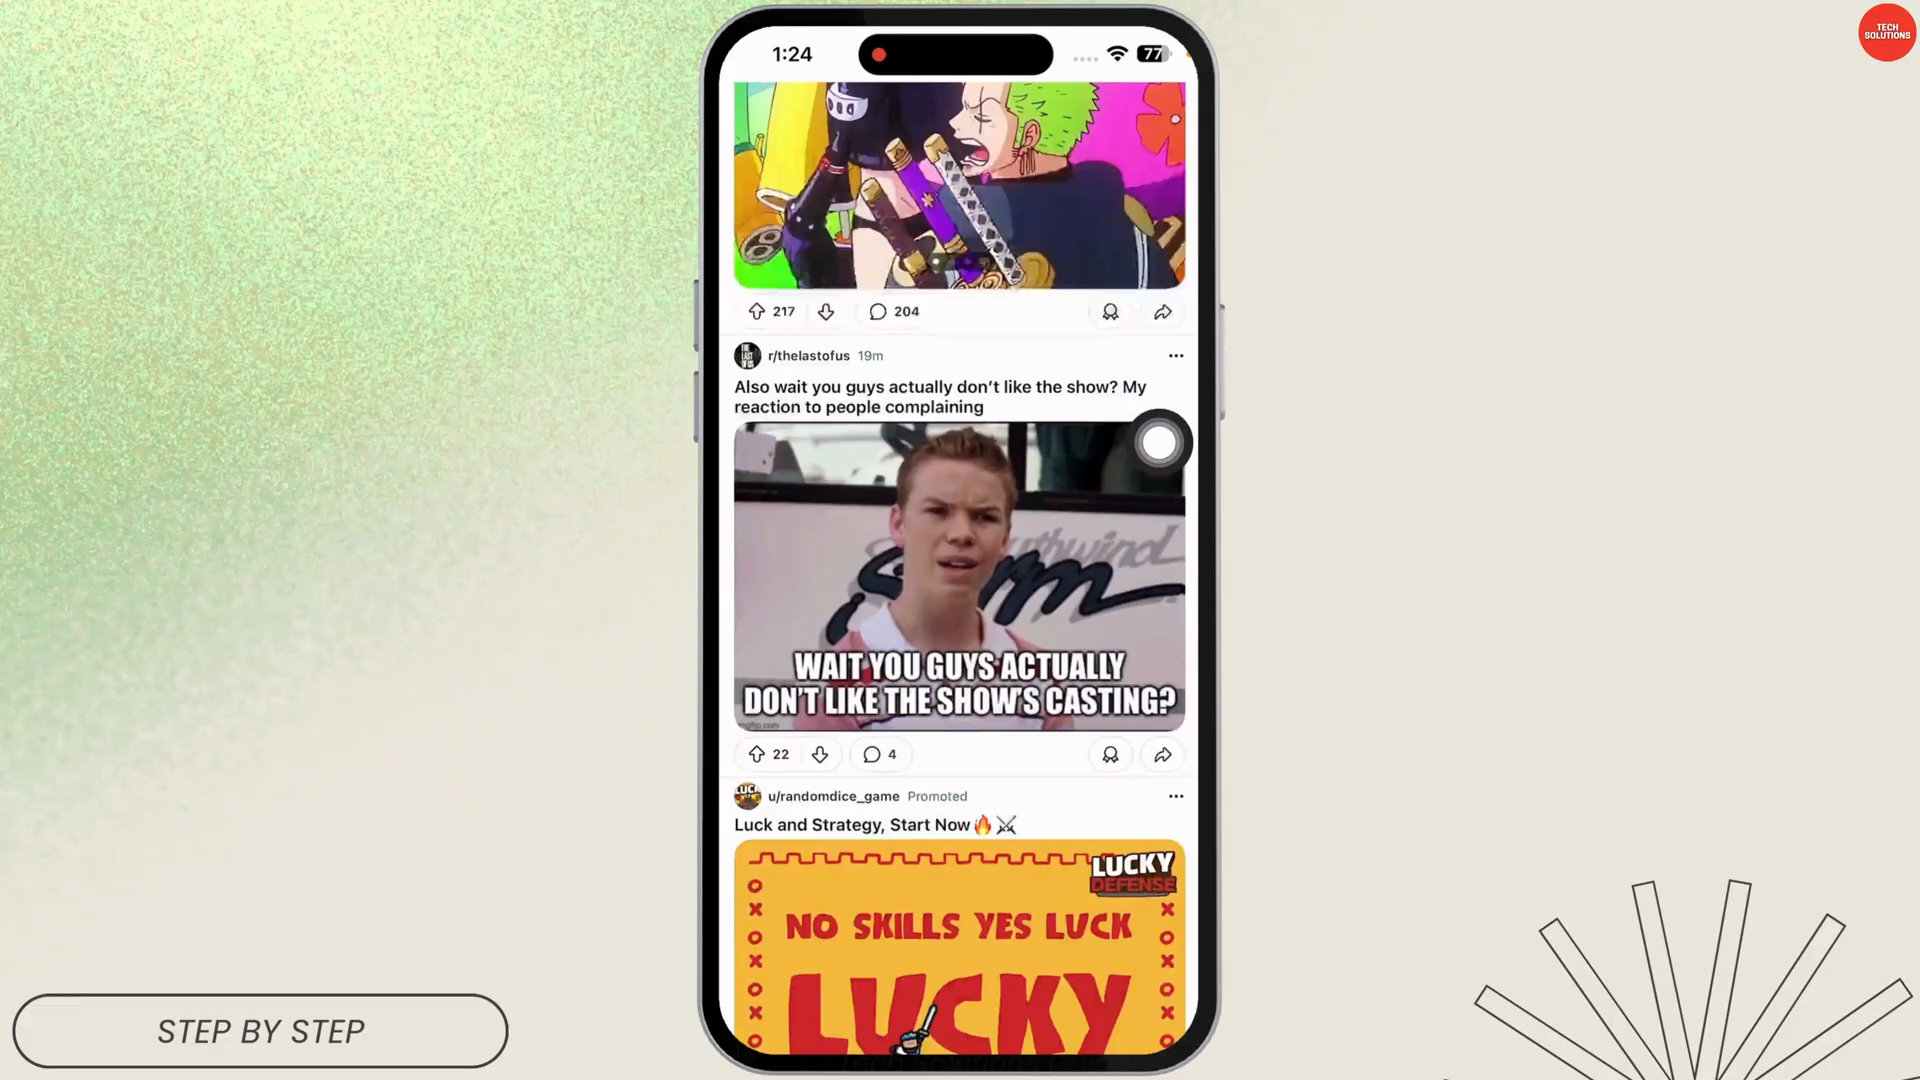 TECH
SOLUTIONS
1:24
77
217
204
r/thelastofus 19m
Also wait you guys actually don’t like the show? My
reaction to people complaining
WAIT YOU GUYS ACTUALLY
DON'T LIKE THE SHOW'S CASTING?
22
4
u/randomdice_game Promoted
Luck and Strategy, Start Now🔥⚔
LUCKY
DEFENSE
NO SKILLS YES LUCK
LUCKY
STEP BY STEP